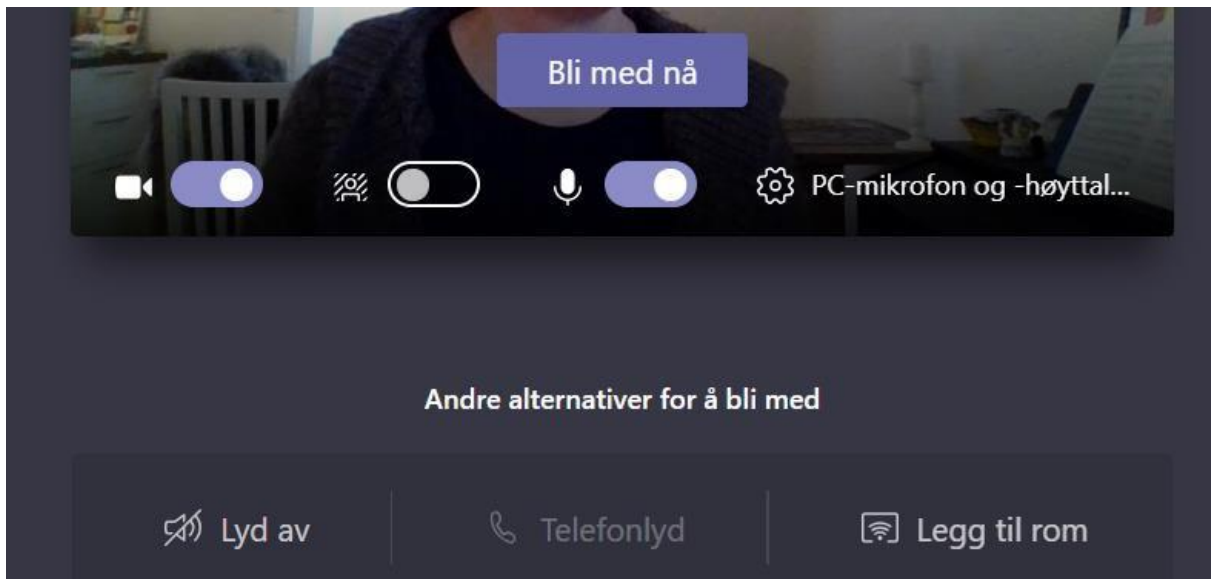 Bli med nå
PC-mikrofon og -høyttal...
Andre alternativer for å bli med
Lyd av
Telefonlyd
Legg til rom